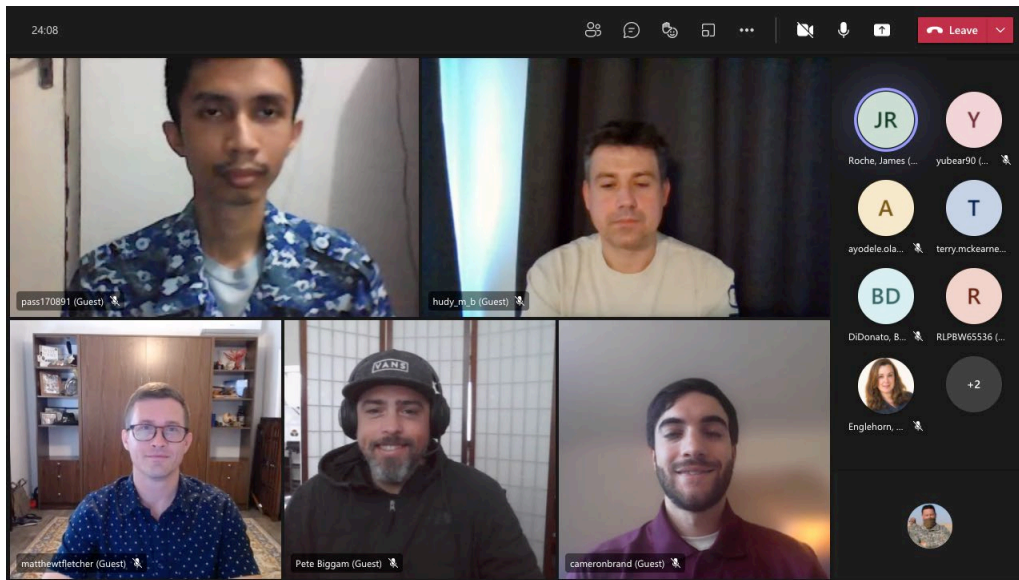 24:08
Leave
pass170891 (Guest)
hudy_m_b (Guest)
matthewtfletcher (Guest)
VANS
Pete Biggam (Guest)
cameronbrand (Guest)
JR
Roche, James (...
Y
yubear90 (...
A
ayodele.ola...
T
terry.mckearne...
BD
DiDonato, B...
R
RLPBW65536 (...
Englehorn, ...
+2